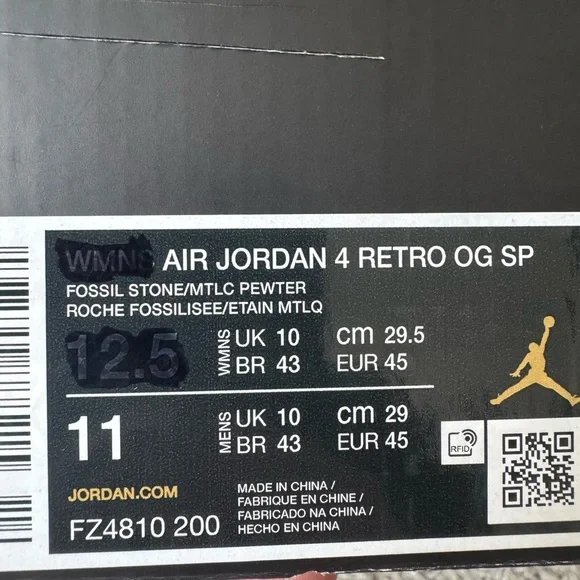 WMNS AIR JORDAN 4 RETRO OG SP
FOSSIL STONE/MTLC PEWTER
ROCHE FOSSILISEE/ETAIN MTLQ
12.5
WMNS
UK 10 CM 29.5
BR 43 EUR 45
11
MENS
UK 10 CM 29
BR 43 EUR 45
RFID
JORDAN.COM
FZ4810 200
MADE IN CHINA /
FABRIQUE EN CHINE /
FABRICADO NA CHINA /
HECHO EN CHINA